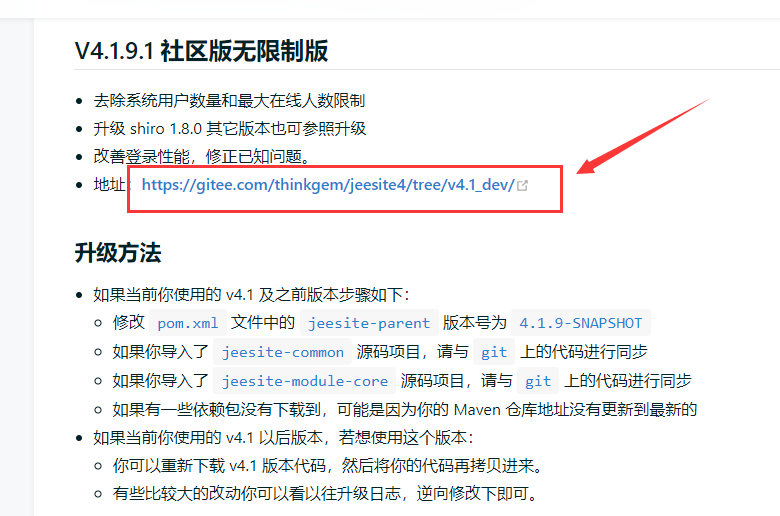 V4.1.9.1 社区版无限制版
去除系统用户数量和最大在线人数限制
升级 shiro 1.8.0 其它版本也可参照升级
改善登录性能，修正已知问题。
地址：https://gitee.com/thinkgem/jeesite4/tree/v4.1_dev/
升级方法
如果当前你使用的 v4.1 及之前版本步骤如下：
修改 pom.xml 文件中的 jeesite-parent 版本号为 4.1.9-SNAPSHOT
如果你导入了 jeesite-common 源码项目，请与 git 上的代码进行同步
如果你导入了 jeesite-module-core 源码项目，请与 git 上的代码进行同步
如果有一些依赖包没有下载到，可能是因为你的 Maven 仓库地址没有更新到最新的
如果当前你使用的 v4.1 以后版本，若想使用这个版本：
你可以重新下载 v4.1 版本代码，然后将你的代码再拷贝进来。
有些比较大的改动你可以看以往升级日志，逆向修改下即可。